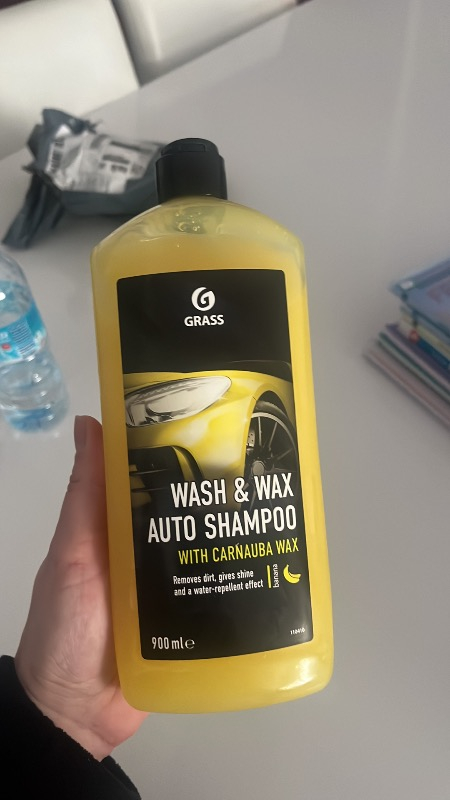 GRASS
WASH & WAX
AUTO SHAMPOO
WITH CARNAUBA WAX
Removes dirt, gives shine
and a water-repellent effect
banana
900 ml ℮
110410